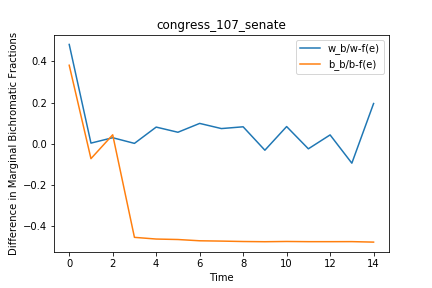 congress_107_senate
Difference in Marginal Bichromatic Fractions
0.4
0.2
0.0
−0.2
−0.4
w_b/w-f(e)
b_b/b-f(e)
0 2 4 6 8 10 12 14
Time